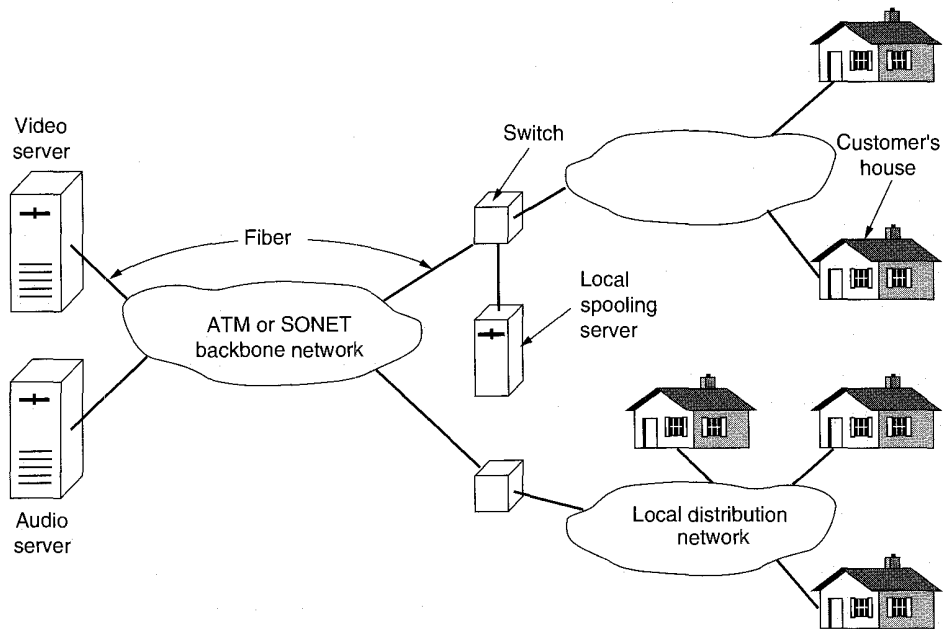 Video
server
Switch
Customer's
house
Fiber
ATM or SONET
backbone network
Local
spooling
server
Audio
server
Local distribution
network